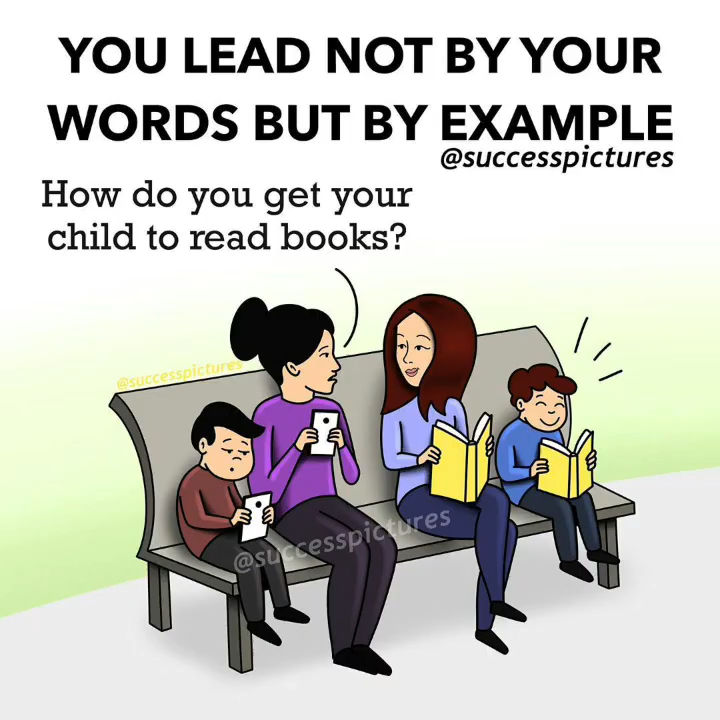 YOU LEAD NOT BY YOUR
WORDS BUT BY EXAMPLE
@successpictures
How do you get your
child to read books?
@successpictures
@successpictures